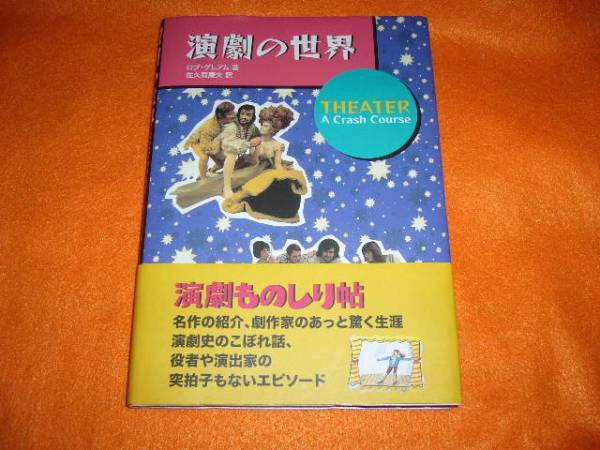 演劇の世界
ロブ・グレアム 著
佐久間康夫 訳
THEATER
A Crash Course
演劇ものしり帖
名作の紹介、劇作家のあっと驚く生涯
演劇史のこぼれ話、
役者や演出家の
突拍子もないエピソード